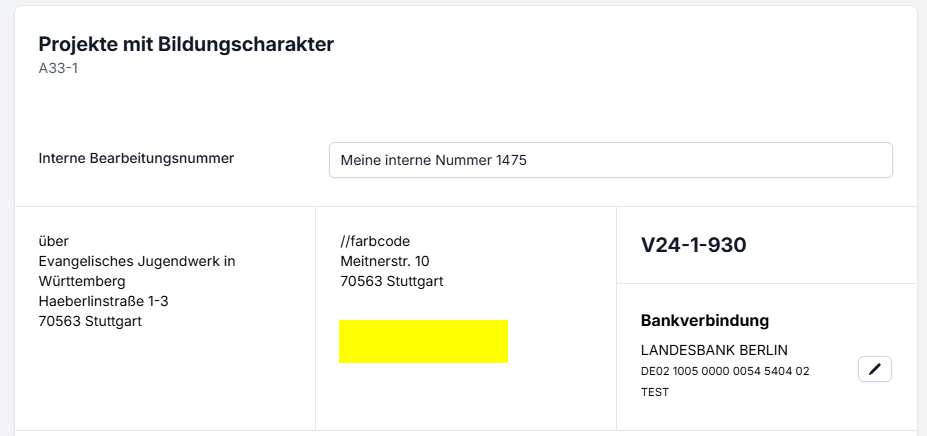 Projekte mit Bildungscharakter
A33-1
Interne Bearbeitungsnummer
Meine interne Nummer 1475
über
Evangelisches Jugendwerk in
Württemberg
Haeberlinstraße 1-3
70563 Stuttgart
//farbcode
Meitnerstr. 10
70563 Stuttgart
V24-1-930
Bankverbindung
LANDESBANK BERLIN
DE02 1005 0000 0054 5404 02
TEST